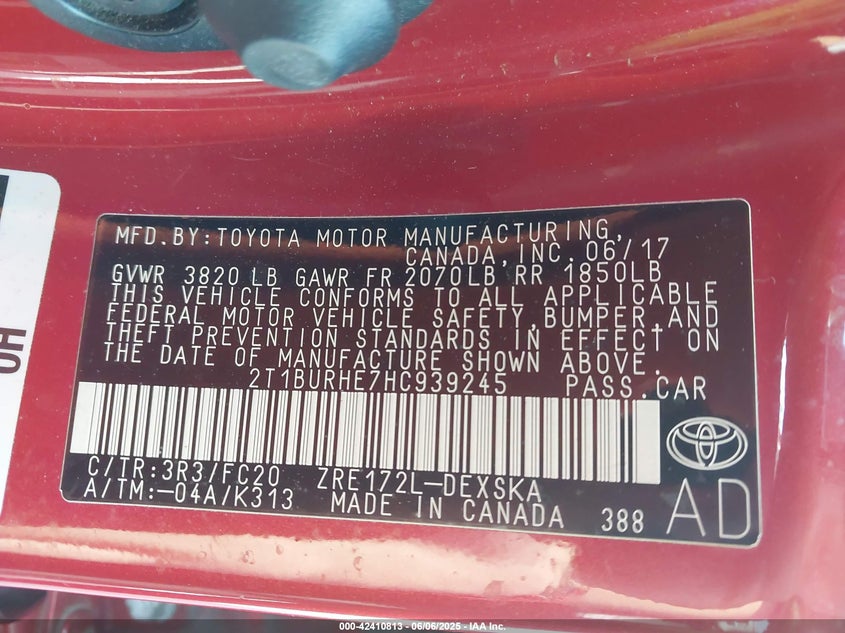 MFD.BY:TOYOTA MOTOR MANUFACTURING,
CANADA,INC.06/17
GVWR 3820LB GAWR FR 2070LB RR 1850LB
THIS VEHICLE CONFORMS TO ALL APPLICABLE
FEDERAL MOTOR VEHICLE SAFETY,BUMPER,AND
THEFT PREVENTION STANDARDS IN EFFECT ON
THE DATE OF MANUFACTURE SHOWN ABOVE.
2T1BURHE7HC939245 PASS.CAR
C/TR:3R3/FC20 ZRE172L-DEXSKA
A/TM:-04A/K313 MADE IN CANADA 388 AD
000-42410813 - 06/06/2025 - IAA Inc.